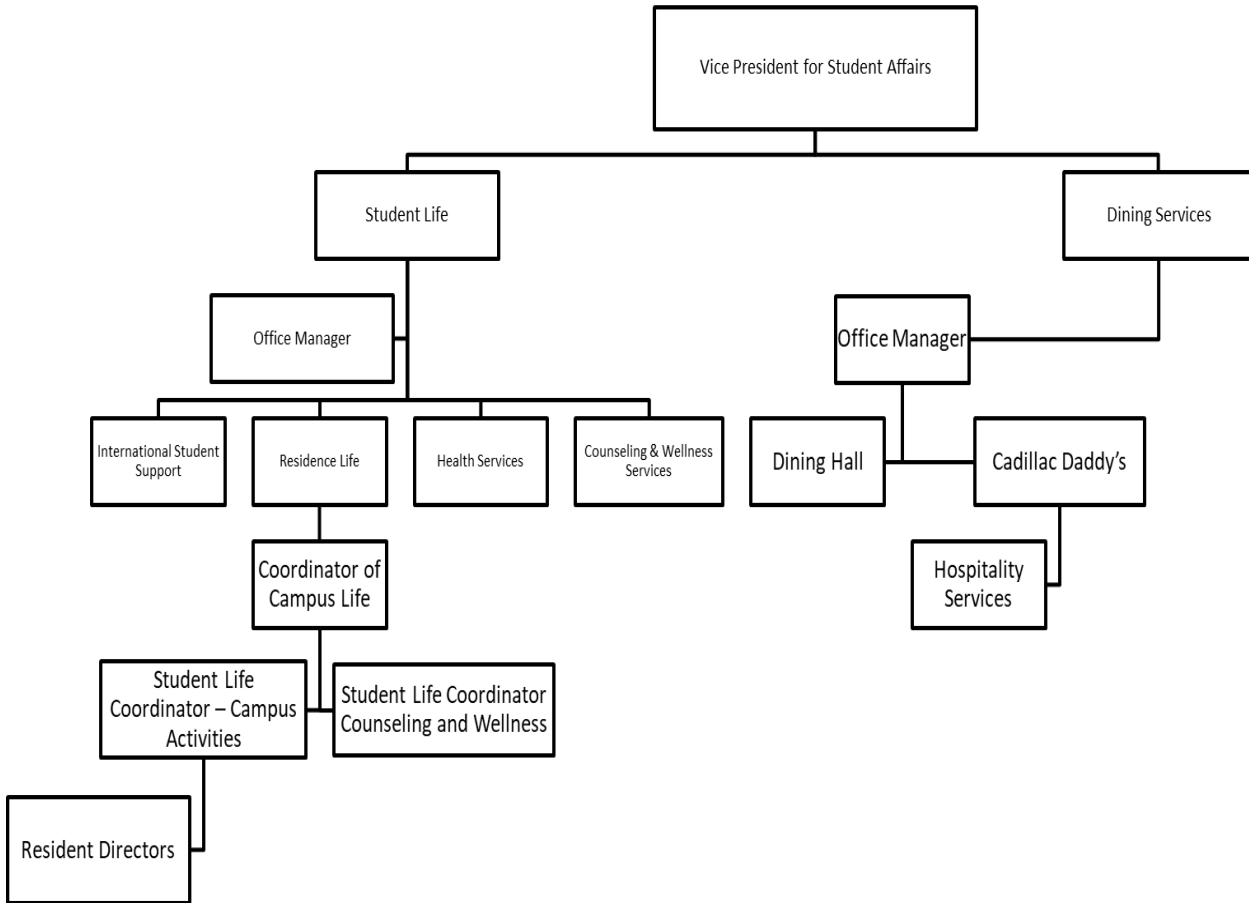 Vice President for Student Affairs
Student Life
Dining Services
Office Manager
Office Manager
International Student
Support
Residence Life
Health Services
Counseling & Wellness
Services
Dining Hall
Cadillac Daddy’s
Coordinator of
Campus Life
Hospitality
Services
Student Life
Coordinator – Campus
Activities
Student Life Coordinator
Counseling and Wellness
Resident Directors